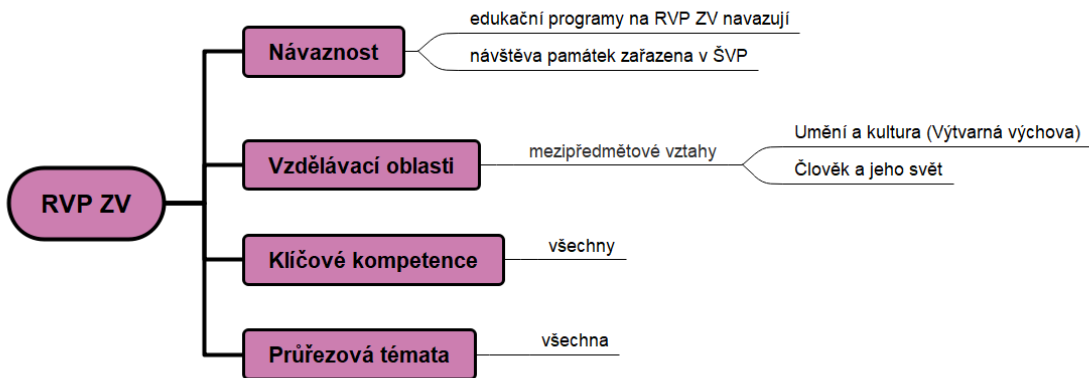 RVP ZV
Návaznost
edukační programy na RVP ZV navazují
návštěva památek zařazena v ŠVP
Vzdělávací oblasti
mezipředmětové vztahy
Umění a kultura (Výtvarná výchova)
Člověk a jeho svět
Klíčové kompetence
všechny
Průřezová témata
všechna